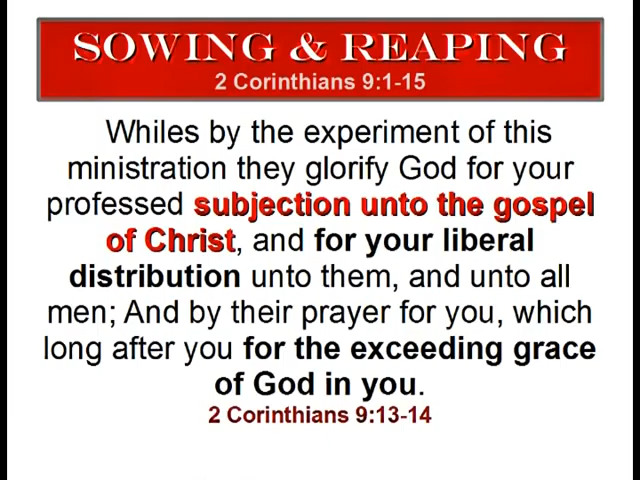 SOWING & REAPING
2 Corinthians 9:1-15
Whiles by the experiment of this
ministration they glorify God for your
professed subjection unto the gospel
of Christ, and for your liberal
distribution unto them, and unto all
men; And by their prayer for you, which
long after you for the exceeding grace
of God in you.
2 Corinthians 9:13-14